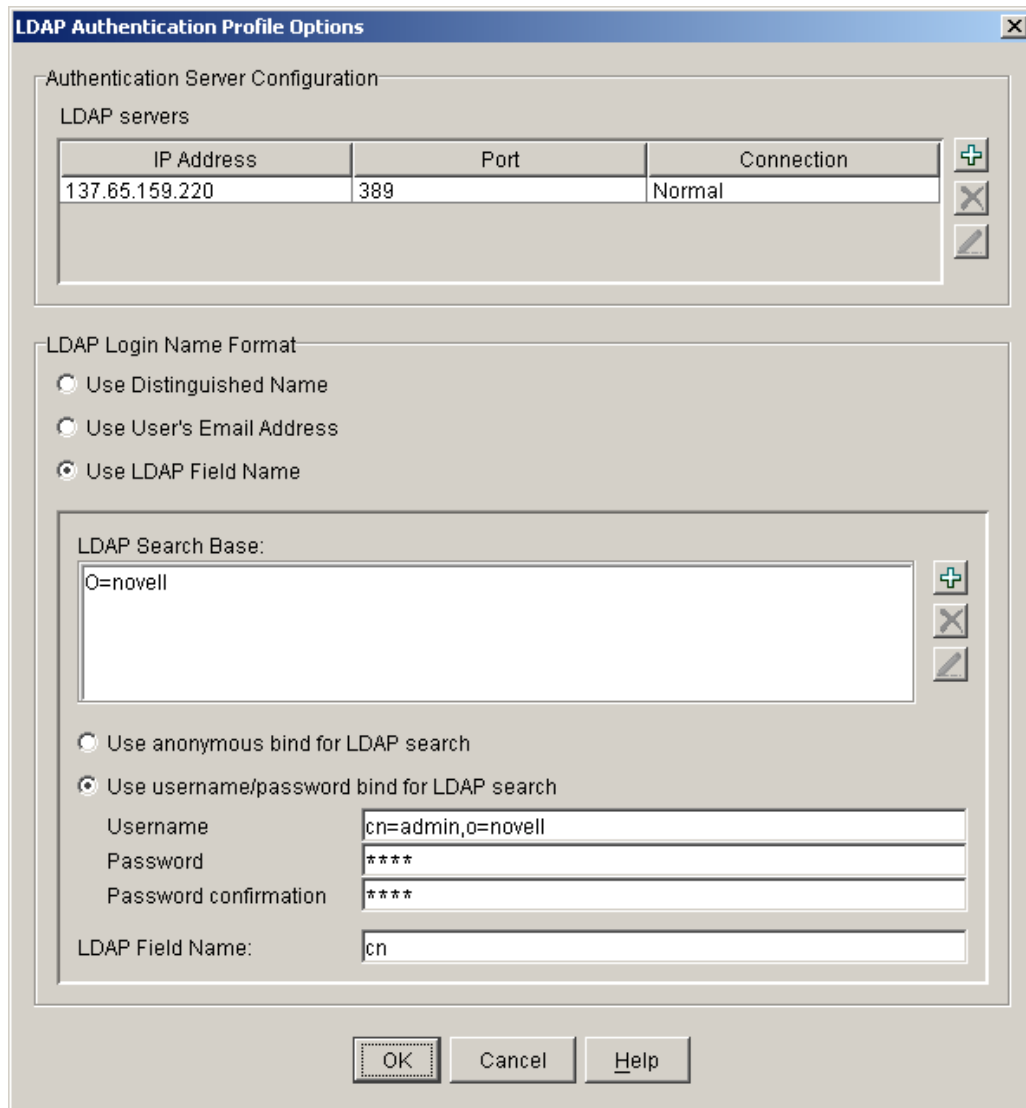 LDAP Authentication Profile Options
Authentication Server Configuration
LDAP servers
IP Address Port Connection
137.65.159.220 389 Normal
LDAP Login Name Format
Use Distinguished Name
Use User's Email Address
Use LDAP Field Name
LDAP Search Base:
O=novell
Use anonymous bind for LDAP search
Use username/password bind for LDAP search
Username cn=admin,o=novell
Password ****
Password confirmation ****
LDAP Field Name: cn
OK Cancel Help